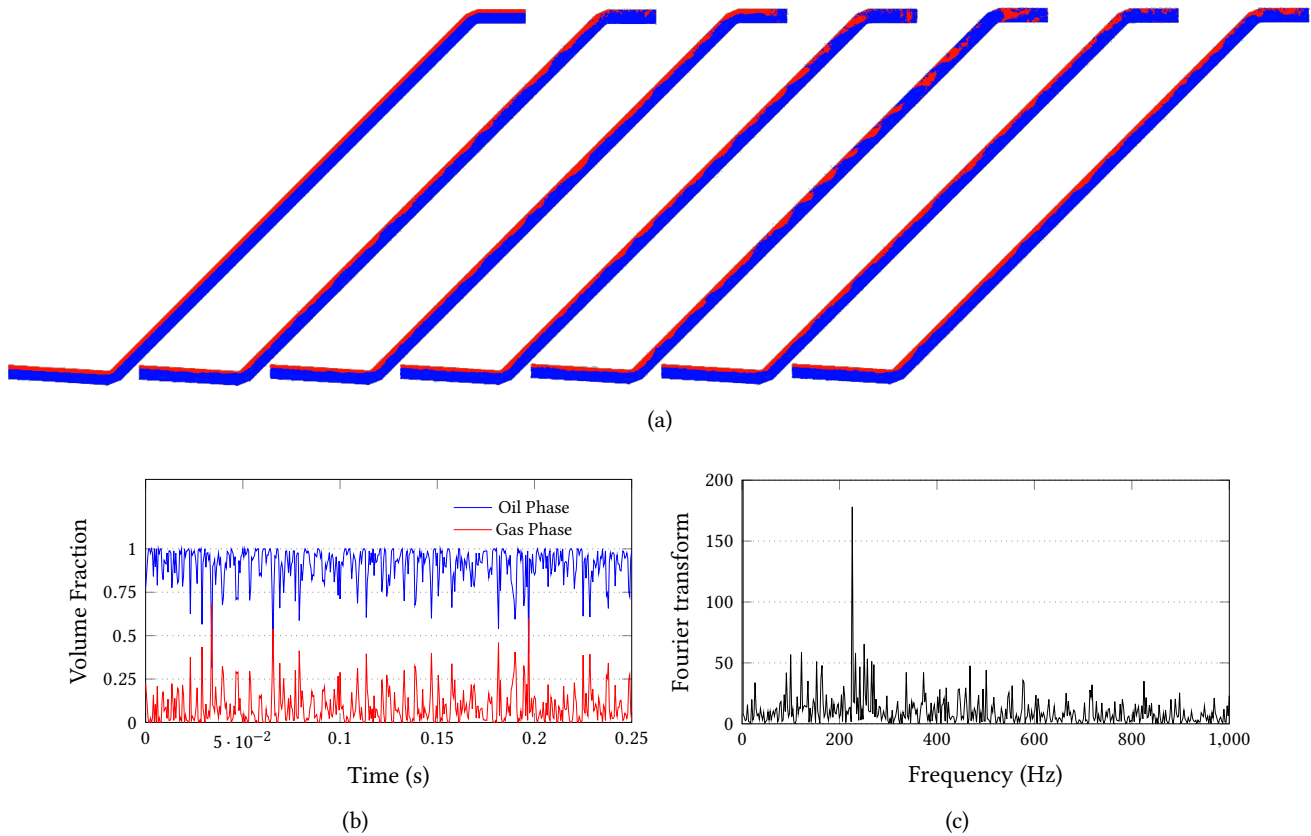 (a)
Oil Phase
Gas Phase
1
0.75
0.5
0.25
0
Volume Fraction
0
5 · 10⁻²
0.1
0.15
0.2
0.25
Time (s)
(b)
200
150
100
50
0
Fourier transform
0
200
400
600
800
1,000
Frequency (Hz)
(c)